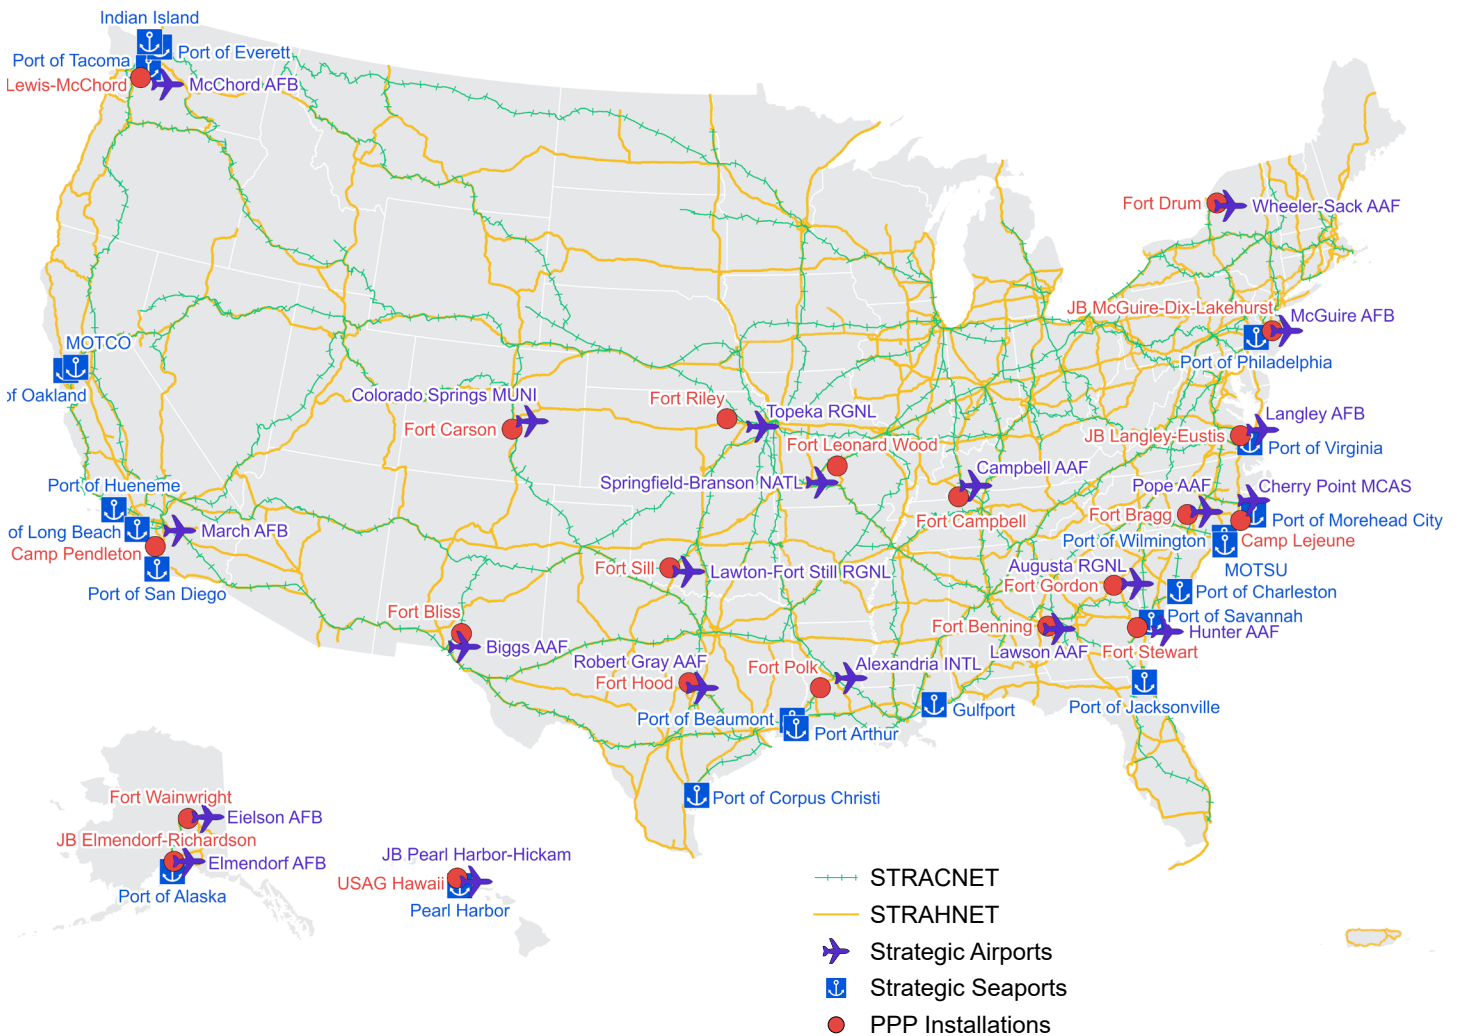 Indian Island
Port of Everett
Port of Tacoma
Lewis-McChord
McChord AFB
Fort Drum
Wheeler-Sack AAF
JB McGuire-Dix-Lakehurst
McGuire AFB
Port of Philadelphia
MOTCO
of Oakland
Colorado Springs MUNI
Fort Carson
Fort Riley
Topeka RGNL
Fort Leonard Wood
Springfield-Branson NATL
Langley AFB
JB Langley-Eustis
Port of Virginia
Campbell AAF
Fort Campbell
Pope AAF
Cherry Point MCAS
Fort Bragg
Port of Morehead City
Port of Wilmington
Camp Lejeune
MOTSU
Port of Hueneme
of Long Beach
March AFB
Camp Pendleton
Port of San Diego
Fort Sill
Lawton-Fort Still RGNL
Augusta RGNL
Fort Gordon
Port of Charleston
Port of Savannah
Fort Benning
Hunter AAF
Lawson AAF
Fort Stewart
Fort Bliss
Biggs AAF
Robert Gray AAF
Fort Hood
Fort Polk
Alexandria INTL
Port of Beaumont
Port Arthur
Gulfport
Port of Jacksonville
Port of Corpus Christi
Fort Wainwright
Eielson AFB
JB Elmendorf-Richardson
Elmendorf AFB
Port of Alaska
JB Pearl Harbor-Hickam
USAG Hawaii
Pearl Harbor
STRACNET
STRAHNET
Strategic Airports
Strategic Seaports
PPP Installations